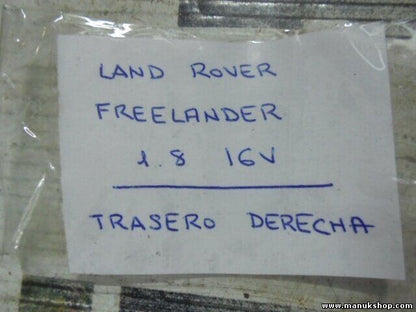 LAND ROVER
FREELANDER
1.8 16V
TRASERO DERECHA
www.manukshop.com